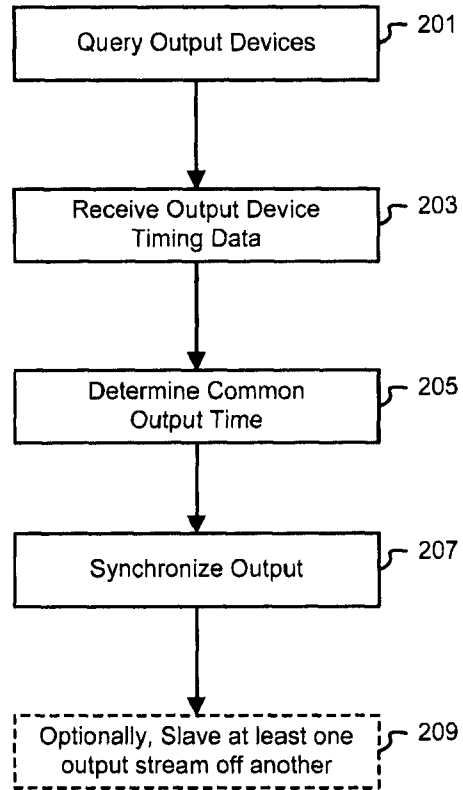 Query Output Devices
201
Receive Output Device
Timing Data
203
Determine Common
Output Time
205
Synchronize Output
207
Optionally, Slave at least one
output stream off another
209